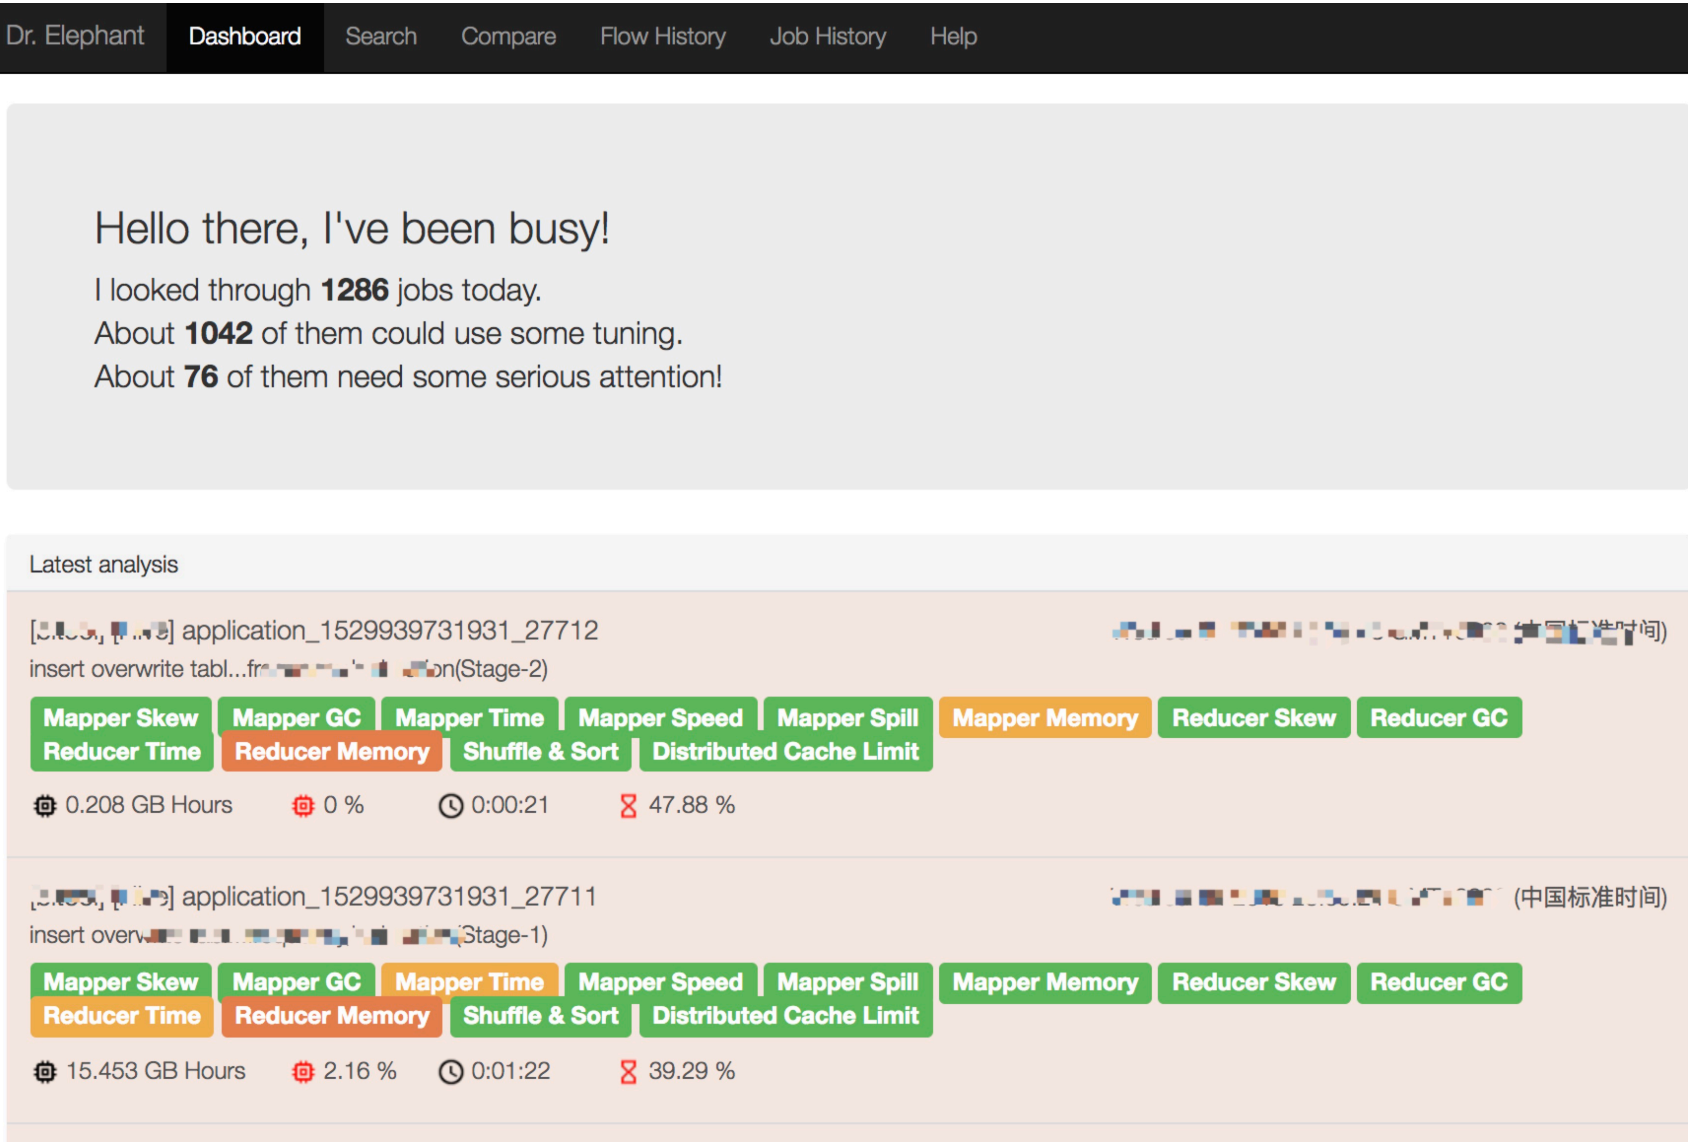 Dr. Elephant Dashboard Search Compare Flow History Job History Help
Hello there, I've been busy!
I looked through 1286 jobs today.
About 1042 of them could use some tuning.
About 76 of them need some serious attention!
Latest analysis
application_1529939731931_27712 (中国标准时间)
insert overwrite tabl...fr (Stage-2)
Mapper Skew Mapper GC Mapper Time Mapper Speed Mapper Spill Mapper Memory Reducer Skew Reducer GC
Reducer Time Reducer Memory Shuffle & Sort Distributed Cache Limit
0.208 GB Hours 0 % 0:00:21 47.88 %
application_1529939731931_27711 (中国标准时间)
insert (Stage-1)
Mapper Skew Mapper GC Mapper Time Mapper Speed Mapper Spill Mapper Memory Reducer Skew Reducer GC
Reducer Time Reducer Memory Shuffle & Sort Distributed Cache Limit
15.453 GB Hours 2.16 % 0:01:22 39.29 %